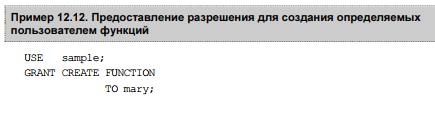 Пример 12.12. Предоставление разрешения для создания определяемых
пользователем функций
USE sample;
GRANT CREATE FUNCTION
TO mary;